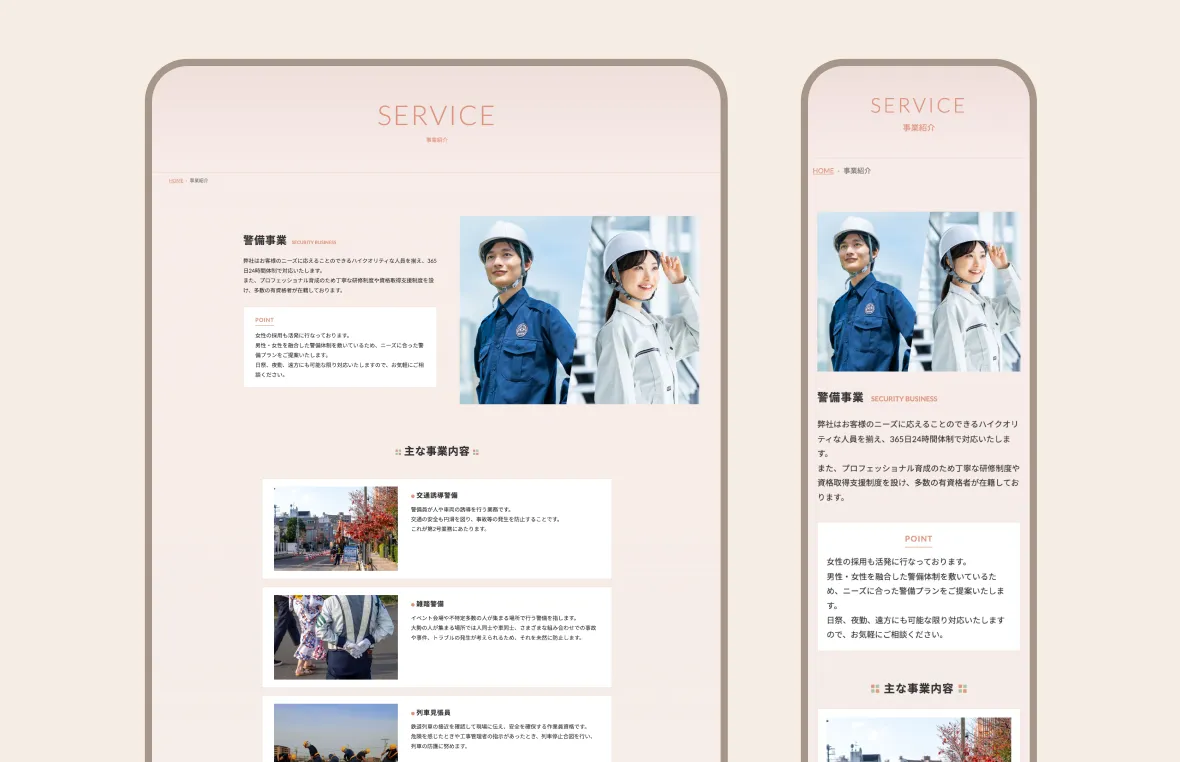 SERVICE
事業紹介
HOME - 事業紹介
警備事業 SECURITY BUSINESS
弊社はお客様のニーズに応えることのできるハイクオリティな人員を揃え、365
日24時間体制で対応いたします。
また、プロフェッショナル育成のため丁寧な研修制度や資格取得支援制度を設
け、多数の有資格者が在籍しております。
POINT
女性の採用も活発に行なっております。
男性・女性を融合した警備体制を敷いているため、ニーズに合った警
備プランをご提案いたします。
日祭、夜勤、遠方にも可能な限り対応いたしますので、お気軽にご相
談ください。
主な事業内容
交通誘導警備
警備員が人や車両の誘導を行う業務です。
交通の安全も円滑を図り、事故等の発生を防止することです。
これが第2号業務にあたります。
雑踏警備
イベント会場や不特定多数の人が集まる場所で行う警備を指します。
大勢の人が集まる場所では人同士や車同士、さまざまな組み合わせでの事故
や事件、トラブルの発生が考えられるため、それを未然に防止します。
列車見張員
鉄道列車の接近を確認して現場に伝え、安全を確保する作業員資格です。
危険を感じたときや工事管理者の指示があったとき、列車停止合図を行い、
列車の防護に努めます。
SERVICE
事業紹介
HOME - 事業紹介
警備事業 SECURITY BUSINESS
弊社はお客様のニーズに応えることのできるハイクオリ
ティな人員を揃え、365日24時間体制で対応いたしま
す。
また、プロフェッショナル育成のため丁寧な研修制度や
資格取得支援制度を設け、多数の有資格者が在籍してお
ります。
POINT
女性の採用も活発に行なっております。
男性・女性を融合した警備体制を敷いているた
め、ニーズに合った警備プランをご提案いたしま
す。
日祭、夜勤、遠方にも可能な限り対応いたします
ので、お気軽にご相談ください。
主な事業内容